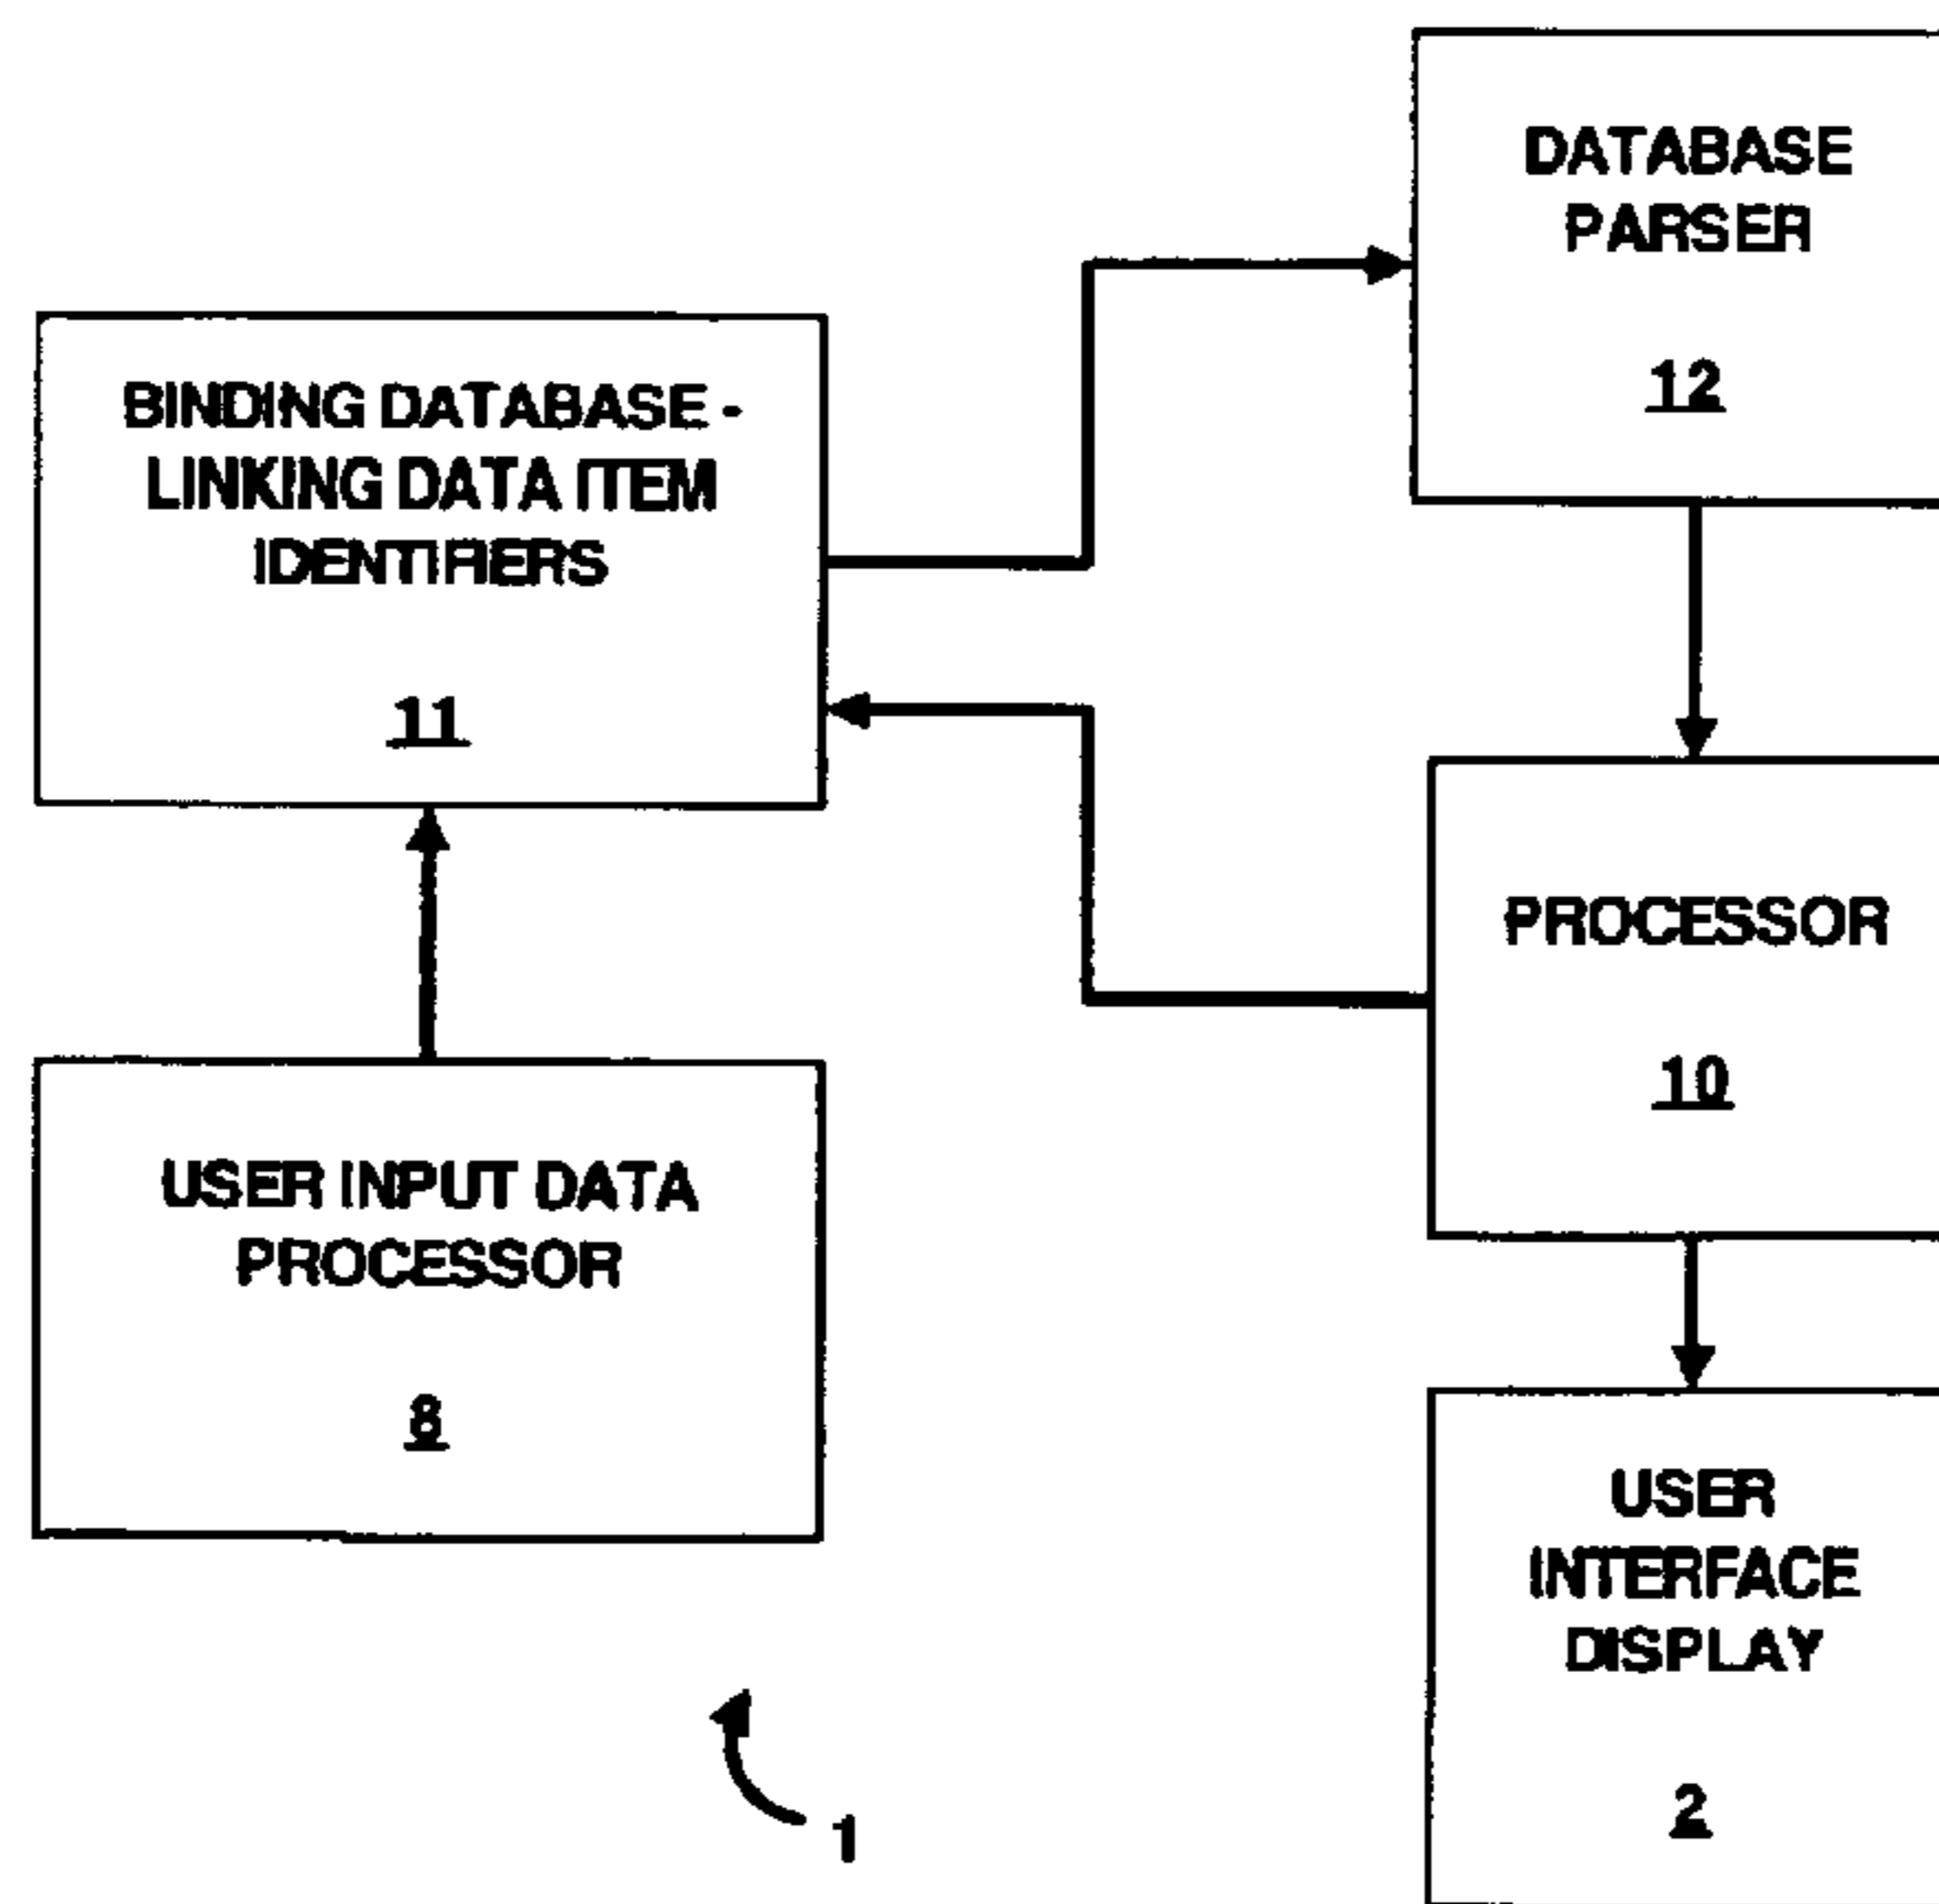 DATABASE
PARSER
12
BINDING DATABASE -
LINKING DATA ITEM
IDENTIFIERS
11
PROCESSOR
10
USER INPUT DATA
PROCESSOR
8
USER
INTERFACE
DISPLAY
2
1